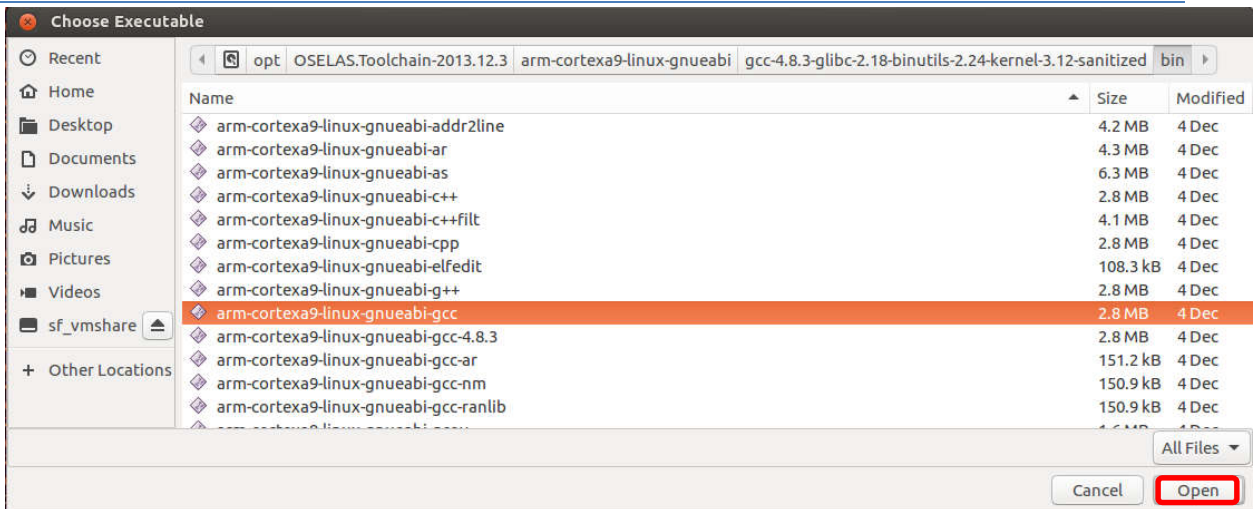 Choose Executable
Recent
Home
Desktop
Documents
Downloads
Music
Pictures
Videos
sf_vmshare
+ Other Locations
opt OSELAS.Toolchain-2013.12.3 arm-cortexa9-linux-gnueabi gcc-4.8.3-glibc-2.18-binutils-2.24-kernel-3.12-sanitized bin
Name Size Modified
arm-cortexa9-linux-gnueabi-addr2line 4.2 MB 4 Dec
arm-cortexa9-linux-gnueabi-ar 4.3 MB 4 Dec
arm-cortexa9-linux-gnueabi-as 6.3 MB 4 Dec
arm-cortexa9-linux-gnueabi-c++ 2.8 MB 4 Dec
arm-cortexa9-linux-gnueabi-c++filt 4.1 MB 4 Dec
arm-cortexa9-linux-gnueabi-cpp 2.8 MB 4 Dec
arm-cortexa9-linux-gnueabi-elfedit 108.3 kB 4 Dec
arm-cortexa9-linux-gnueabi-g++ 2.8 MB 4 Dec
arm-cortexa9-linux-gnueabi-gcc 2.8 MB 4 Dec
arm-cortexa9-linux-gnueabi-gcc-4.8.3 2.8 MB 4 Dec
arm-cortexa9-linux-gnueabi-gcc-ar 151.2 kB 4 Dec
arm-cortexa9-linux-gnueabi-gcc-nm 150.9 kB 4 Dec
arm-cortexa9-linux-gnueabi-gcc-ranlib 150.9 kB 4 Dec
All Files
Cancel Open